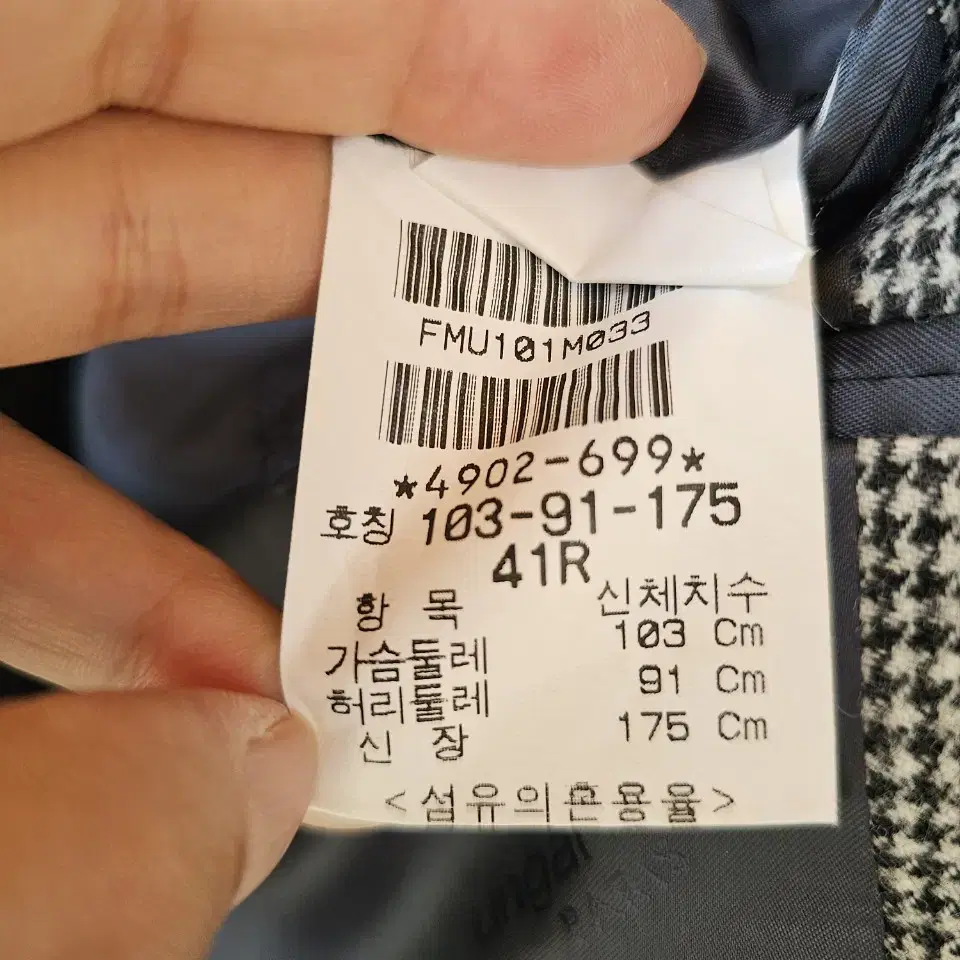 FMU101M033
*4902-699*
호칭 103-91-175
41R
항 목 신체치수
가슴둘레 103 Cm
허리둘레 91 Cm
신 장 175 Cm
<섬유의혼용율>